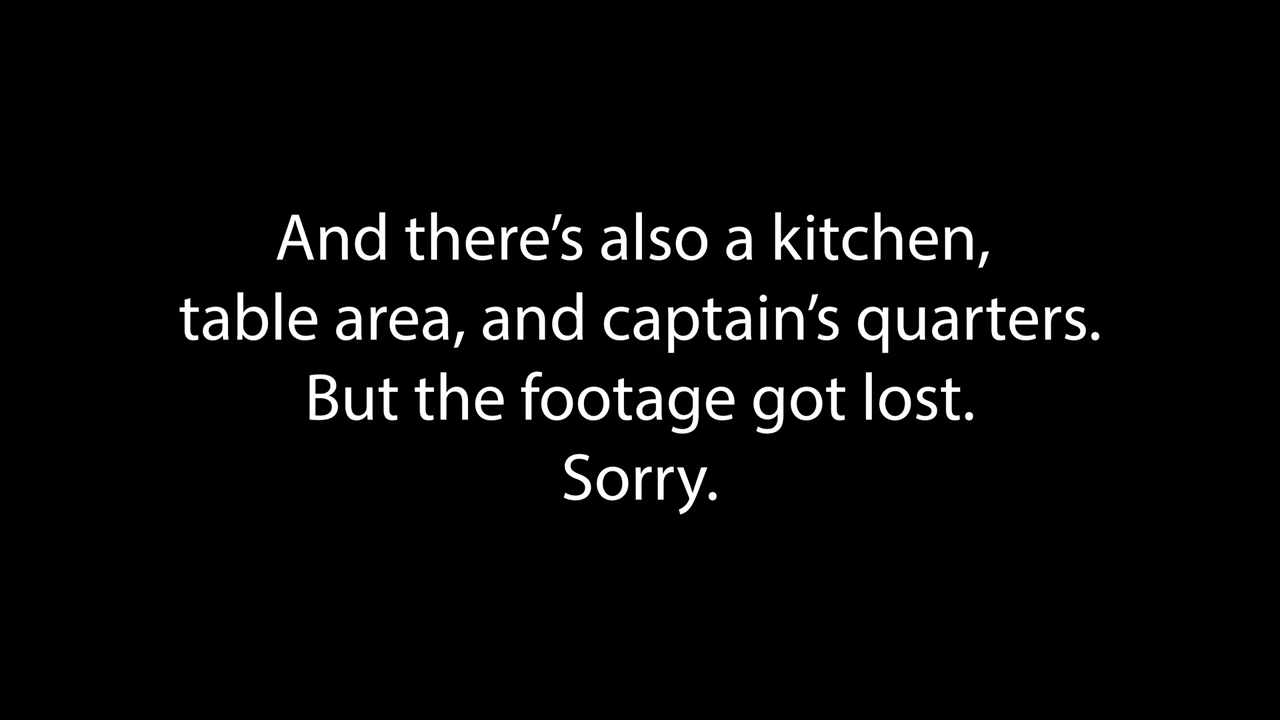 And there’s also a kitchen,
table area, and captain’s quarters.
But the footage got lost.
Sorry.